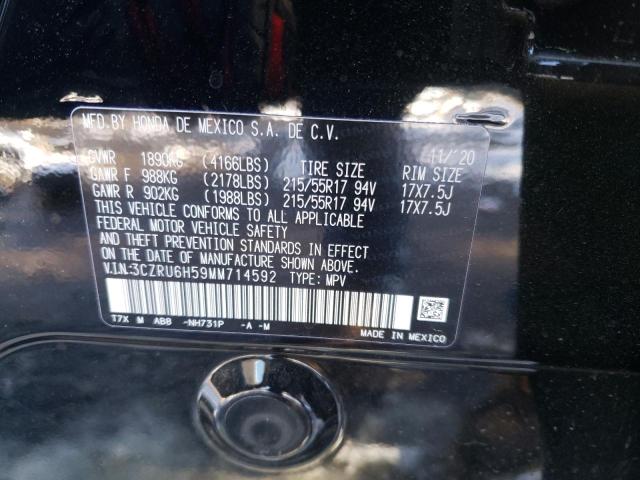 MFD.BY HONDA DE MEXICO S.A. DE C.V.
11/'20
GVWR 1890KG (4166LBS) TIRE SIZE RIM SIZE
GAWR F 988KG (2178LBS) 215/55R17 94V 17X7.5J
GAWR R 902KG (1988LBS) 215/55R17 94V 17X7.5J
THIS VEHICLE CONFORMS TO ALL APPLICABLE
FEDERAL MOTOR VEHICLE SAFETY
AND THEFT PREVENTION STANDARDS IN EFFECT
ON THE DATE OF MANUFACTURE SHOWN ABOVE.
V.I.N:3CZRU6H59MM714592 TYPE: MPV
T7X M ABB -NH731P -A -M MADE IN MEXICO